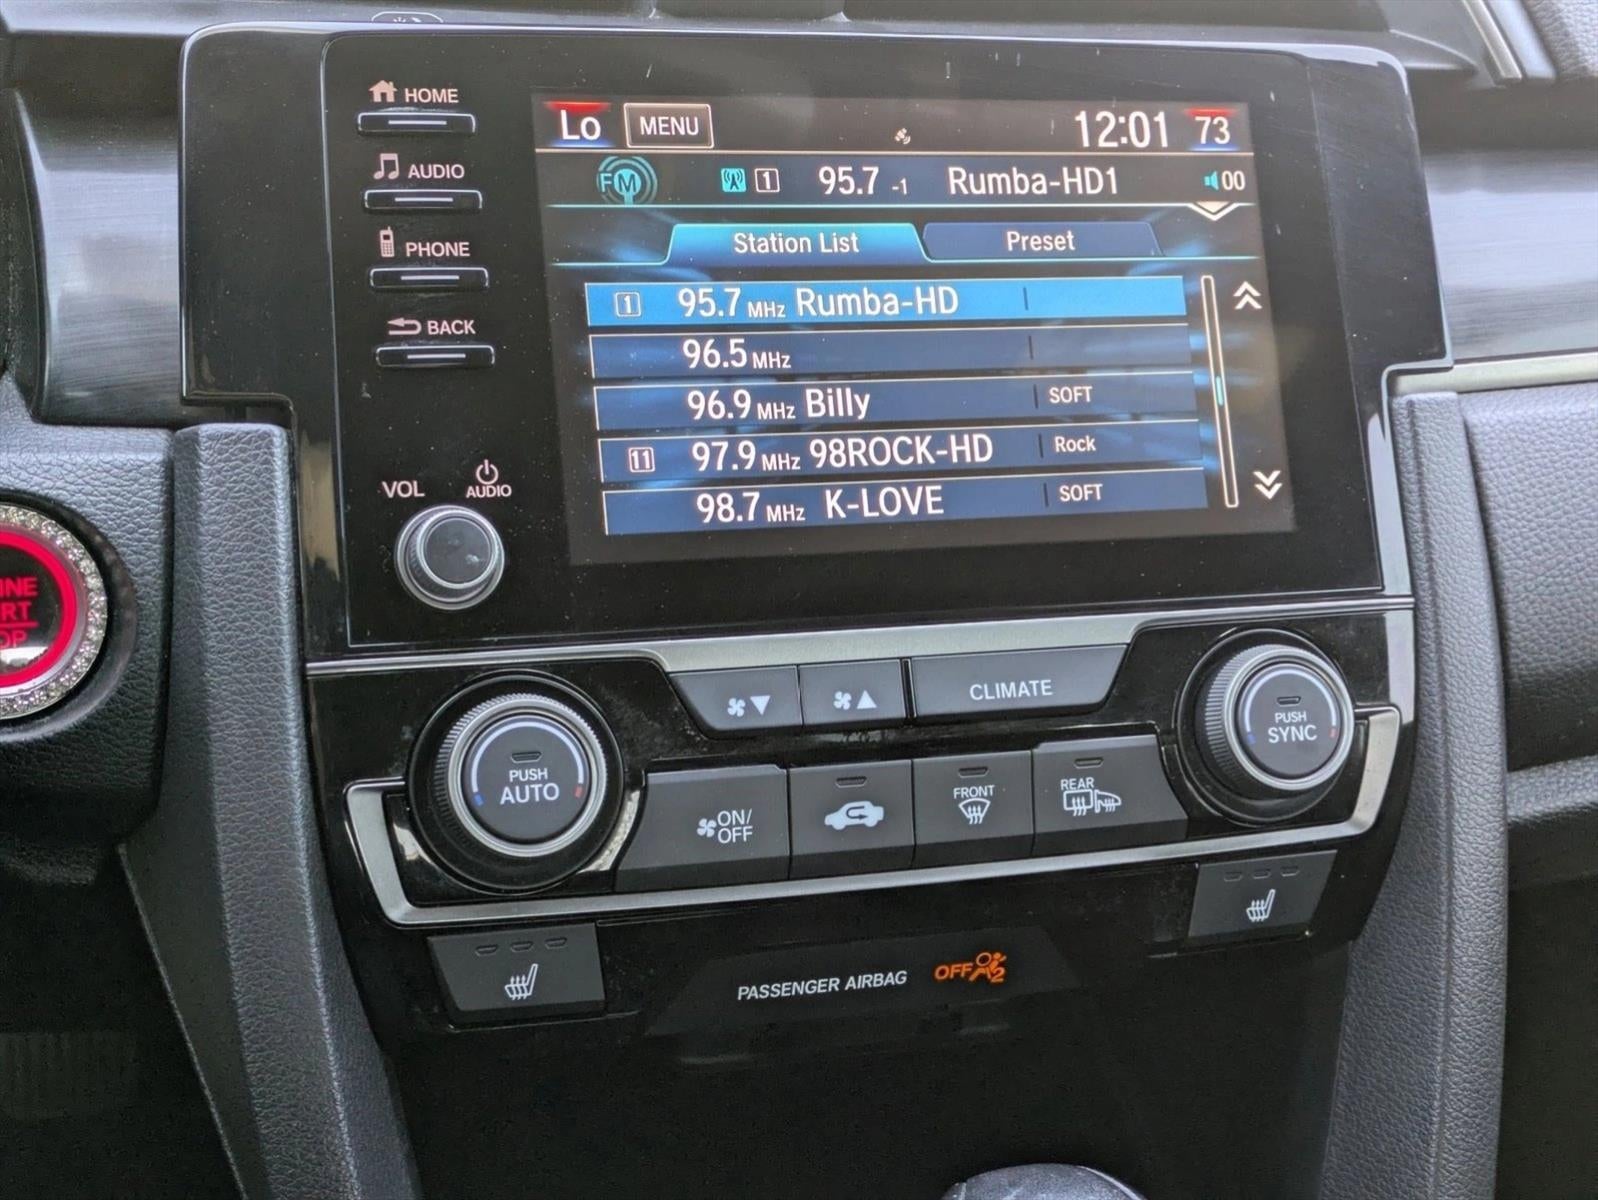 HOME
Lo MENU 12:01 73
AUDIO
FM 1 95.7 -1 Rumba-HD1 00
PHONE
Station List Preset
BACK
1 95.7 MHz Rumba-HD
96.5 MHz
96.9 MHz Billy SOFT
11 97.9 MHz 98ROCK-HD Rock
98.7 MHz K-LOVE SOFT
VOL AUDIO
CLIMATE
PUSH
AUTO
PUSH
SYNC
ON/
OFF
FRONT
REAR
PASSENGER AIRBAG OFF 2